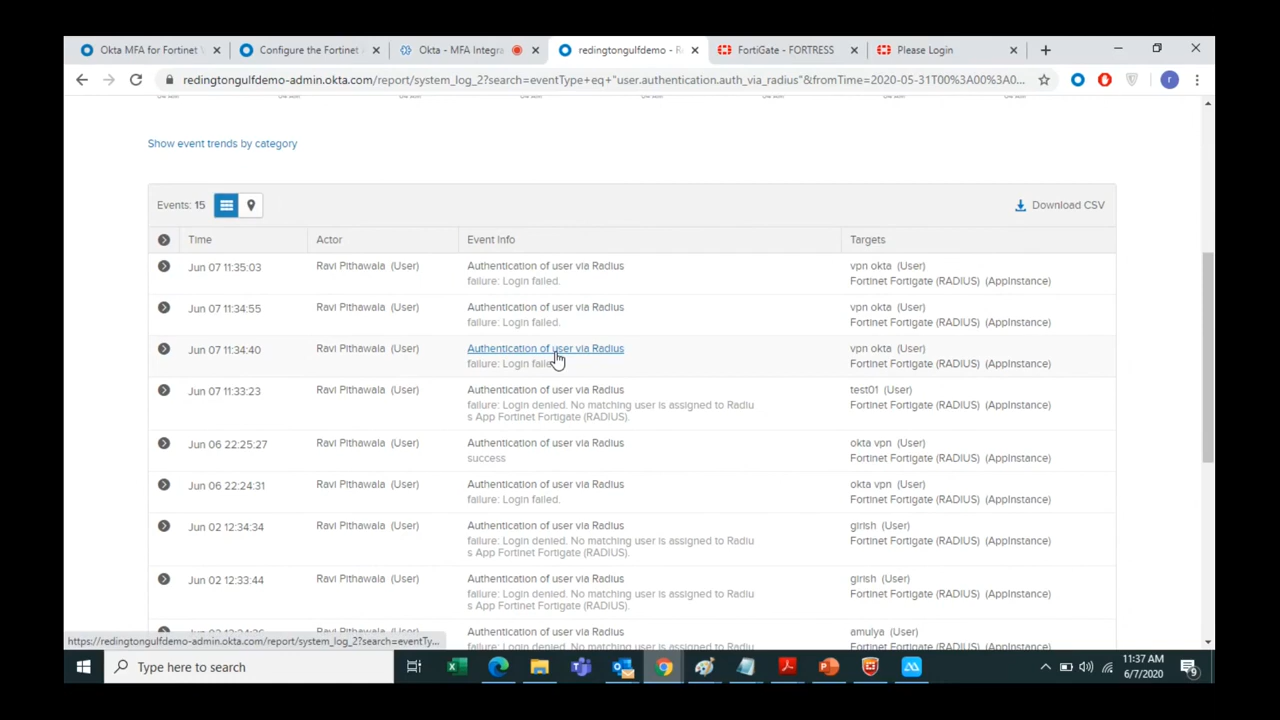 Okta MFA for Fortinet
Configure the Fortinet
Okta - MFA Integra
redingtongulfdemo - R
FortiGate - FORTRESS
Please Login
redingtongulfdemo-admin.okta.com/report/system_log_2?search=eventType+eq+"user.authentication.auth_via_radius"&fromTime=2020-05-31T00%3A00%3A0...
r
Show event trends by category
Events: 15
Download CSV
Time Actor Event Info Targets
Jun 07 11:35:03 Ravi Pithawala (User) Authentication of user via Radius vpn okta (User)
failure: Login failed. Fortinet Fortigate (RADIUS) (AppInstance)
Jun 07 11:34:55 Ravi Pithawala (User) Authentication of user via Radius vpn okta (User)
failure: Login failed. Fortinet Fortigate (RADIUS) (AppInstance)
Jun 07 11:34:40 Ravi Pithawala (User) Authentication of user via Radius vpn okta (User)
failure: Login faile Fortinet Fortigate (RADIUS) (AppInstance)
Jun 07 11:33:23 Ravi Pithawala (User) Authentication of user via Radius test01 (User)
failure: Login denied. No matching user is assigned to Radiu Fortinet Fortigate (RADIUS) (AppInstance)
s App Fortinet Fortigate (RADIUS).
Jun 06 22:25:27 Ravi Pithawala (User) Authentication of user via Radius okta vpn (User)
success Fortinet Fortigate (RADIUS) (AppInstance)
Jun 06 22:24:31 Ravi Pithawala (User) Authentication of user via Radius okta vpn (User)
failure: Login failed. Fortinet Fortigate (RADIUS) (AppInstance)
Jun 02 12:34:34 Ravi Pithawala (User) Authentication of user via Radius girish (User)
failure: Login denied. No matching user is assigned to Radiu Fortinet Fortigate (RADIUS) (AppInstance)
s App Fortinet Fortigate (RADIUS).
Jun 02 12:33:44 Ravi Pithawala (User) Authentication of user via Radius girish (User)
failure: Login denied. No matching user is assigned to Radiu Fortinet Fortigate (RADIUS) (AppInstance)
s App Fortinet Fortigate (RADIUS).
Ravi Pithawala (User) Authentication of user via Radius amulya (User)
https://redingtongulfdemo-admin.okta.com/report/system_log_2?search=eventTy...
Type here to search
11:37 AM
6/7/2020
9